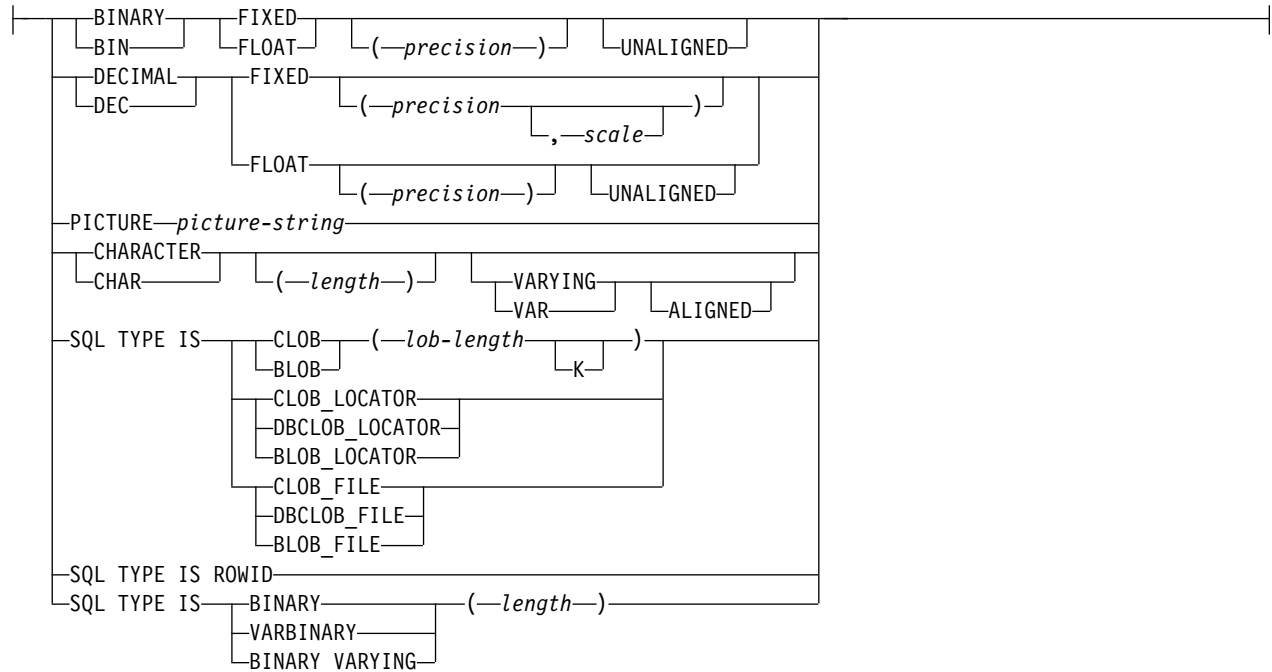 BINARY FIXED
BIN FLOAT ( precision ) UNALIGNED
DECIMAL FIXED
DEC ( precision )
, scale
FLOAT
( precision ) UNALIGNED
PICTURE picture-string
CHARACTER
CHAR ( length ) VARYING
VAR ALIGNED
SQL TYPE IS CLOB ( lob-length )
BLOB K
CLOB_LOCATOR
DBCLOB_LOCATOR
BLOB_LOCATOR
CLOB_FILE
DBCLOB_FILE
BLOB_FILE
SQL TYPE IS ROWID
SQL TYPE IS BINARY ( length )
VARBINARY
BINARY VARYING